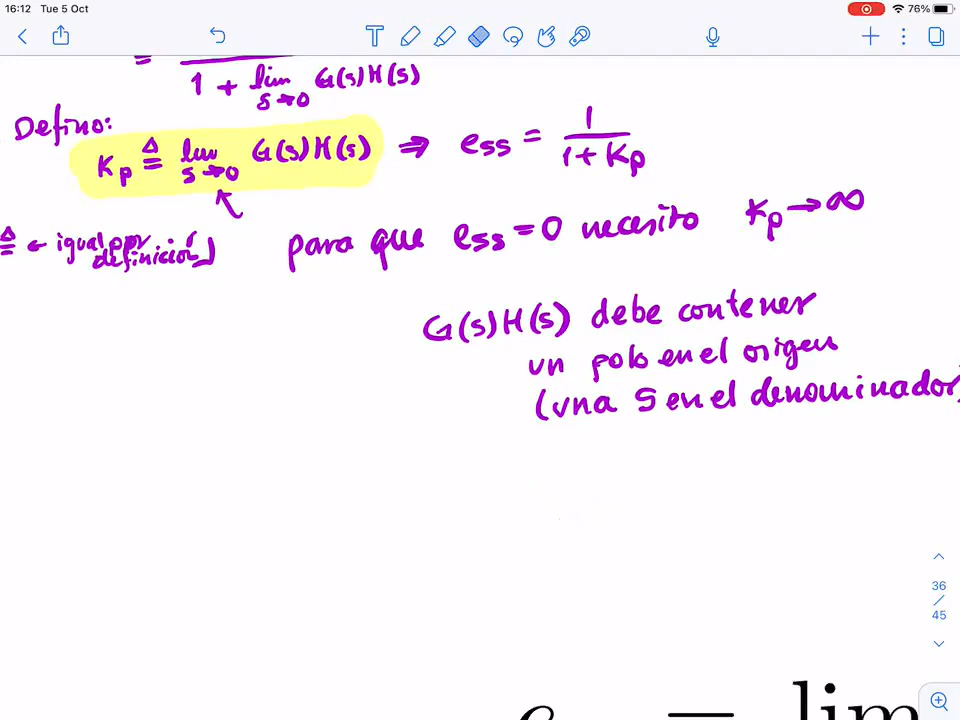 16:12 Tue 5 Oct 76%
=
1 + lim G(s)H(s)
s→0
Defino:
Kp ≜ lim G(s)H(s) ⇒ ess = 1/(1+Kp)
s→0
≜ ← igual por definición
para que ess=0 necesito Kp→∞
G(s)H(s) debe contener
un polo en el origen
(una s en el denominador)
36
/
45
= lim